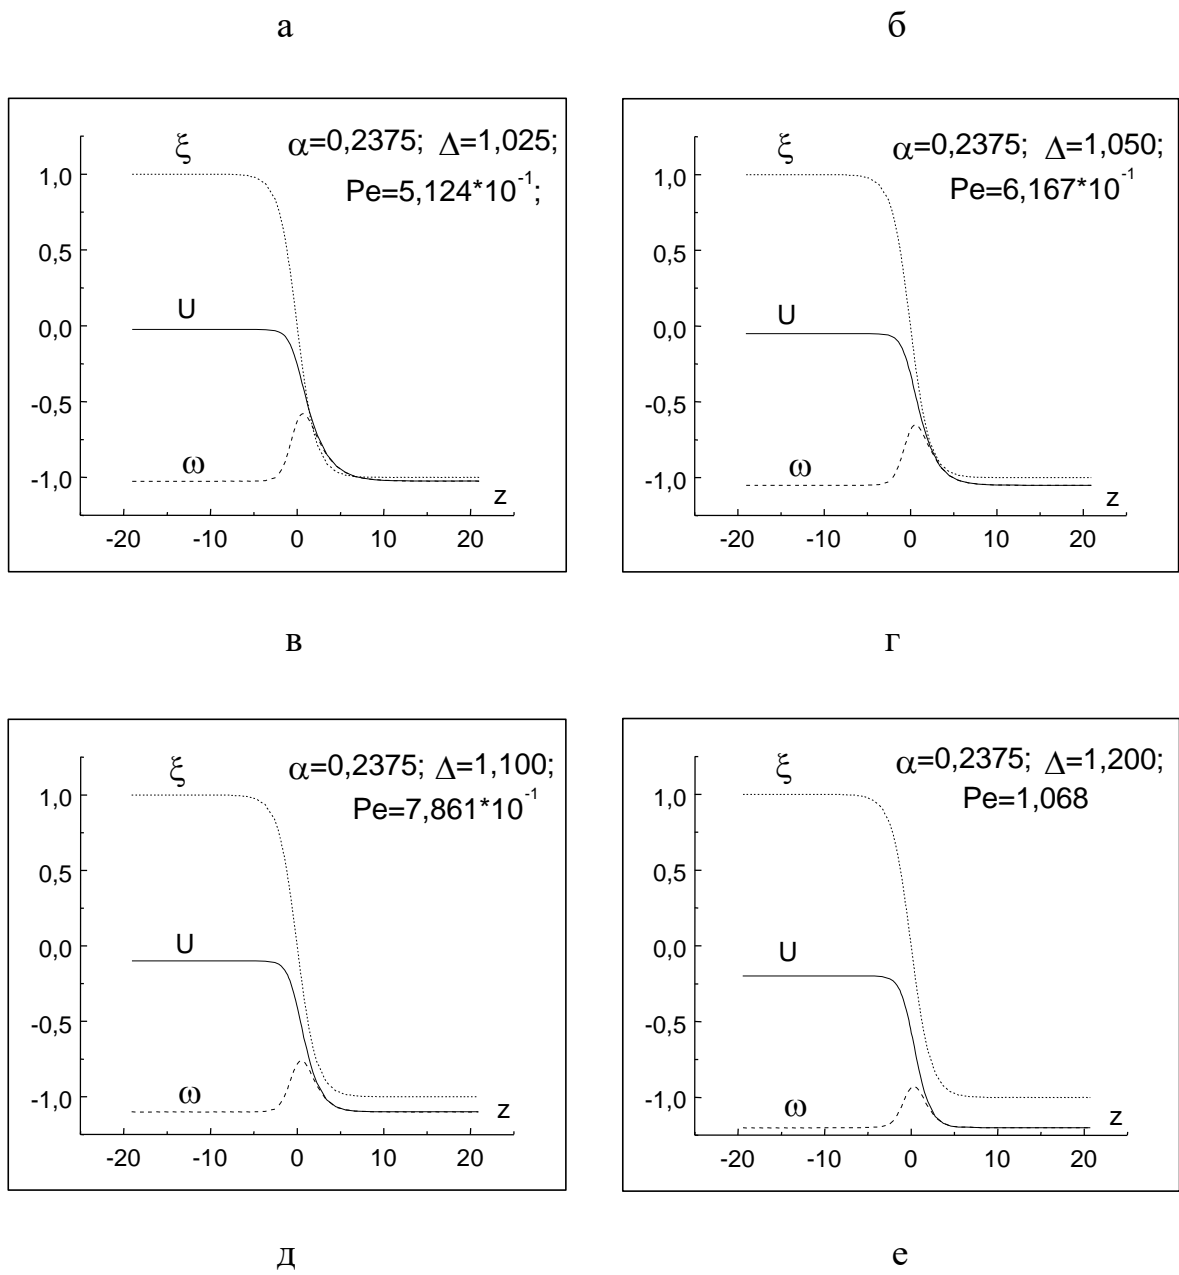 а б
ξ α=0,2375; Δ=1,025;
1,0 Pe=5,124*10⁻¹;
0,5
0,0 U
-0,5
-1,0 ω z
-20 -10 0 10 20
ξ α=0,2375; Δ=1,050;
1,0 Pe=6,167*10⁻¹
0,5
0,0 U
-0,5
-1,0 ω z
-20 -10 0 10 20
в г
ξ α=0,2375; Δ=1,100;
1,0 Pe=7,861*10⁻¹
0,5
0,0 U
-0,5
-1,0 ω z
-20 -10 0 10 20
ξ α=0,2375; Δ=1,200;
1,0 Pe=1,068
0,5
0,0 U
-0,5
-1,0 ω z
-20 -10 0 10 20
д е